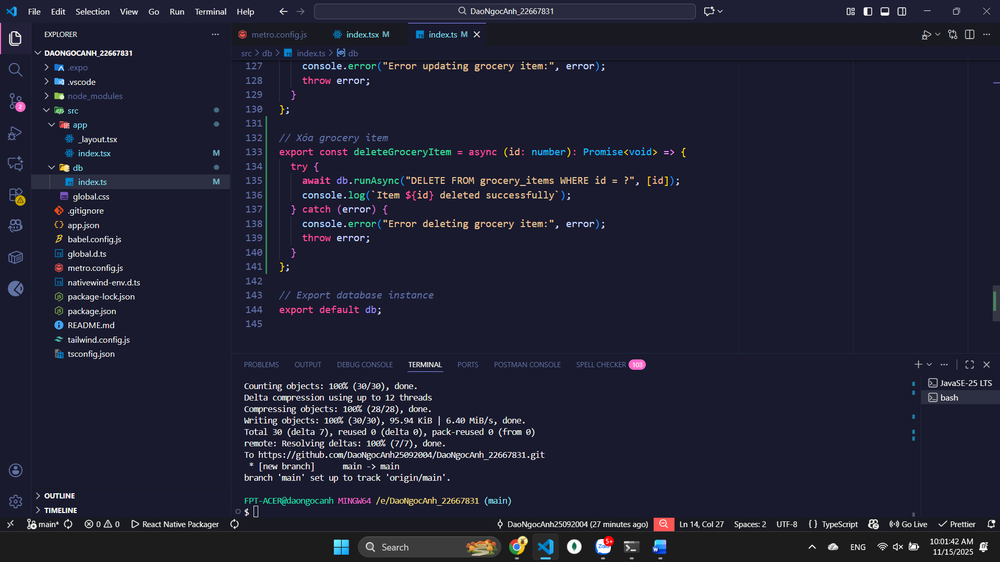 File Edit Selection View Go Run Terminal Help
DaoNgocAnh_22667831
EXPLORER
DAONGOCANH_22667831
.expo
.vscode
node_modules
src
app
_layout.tsx
index.tsx M
db
index.ts M
global.css
.gitignore
app.json
babel.config.js
global.d.ts
metro.config.js
nativewind-env.d.ts
package-lock.json
package.json
README.md
tailwind.config.js
tsconfig.json
OUTLINE
TIMELINE
2
metro.config.js index.tsx M index.ts M
src > db > index.ts > db
127 console.error("Error updating grocery item:", error);
128 throw error;
129 }
130 };
131
132 // Xóa grocery item
133 export const deleteGroceryItem = async (id: number): Promise<void> => {
134 try {
135 await db.runAsync("DELETE FROM grocery_items WHERE id = ?", [id]);
136 console.log(`Item ${id} deleted successfully`);
137 } catch (error) {
138 console.error("Error deleting grocery item:", error);
139 throw error;
140 }
141 };
142
143 // Export database instance
144 export default db;
145
PROBLEMS OUTPUT DEBUG CONSOLE TERMINAL PORTS POSTMAN CONSOLE SPELL CHECKER 103
Counting objects: 100% (30/30), done.
Delta compression using up to 12 threads
Compressing objects: 100% (28/28), done.
Writing objects: 100% (30/30), 95.94 KiB | 6.40 MiB/s, done.
Total 30 (delta 7), reused 0 (delta 0), pack-reused 0 (from 0)
remote: Resolving deltas: 100% (7/7), done.
To https://github.com/DaoNgocAnh25092004/DaoNgocAnh_22667831.git
* [new branch] main -> main
branch 'main' set up to track 'origin/main'.
FPT-ACER@daongocanh MINGW64 /e/DaoNgocAnh_22667831 (main)
$
JavaSE-25 LTS
bash
main* 0 0 React Native Packager DaoNgocAnh25092004 (27 minutes ago) Ln 14, Col 27 Spaces: 2 UTF-8 {} TypeScript Go Live Prettier
Search
Zalo
5+
ENG
10:01:42 AM
11/15/2025